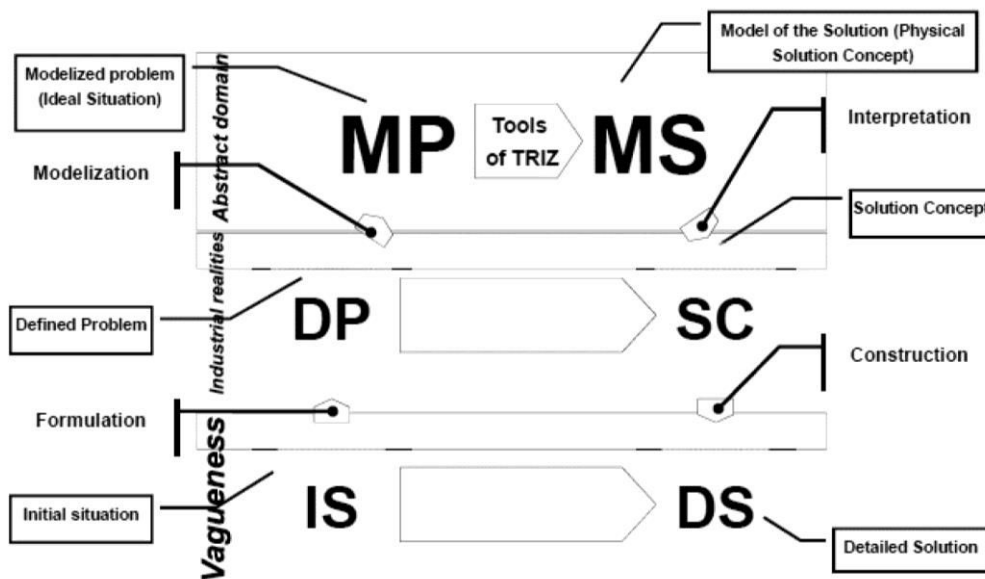 Model of the Solution (Physical
Solution Concept)
Modelized problem
(Ideal Situation)
Abstract domain
MP
Tools
of TRIZ
MS
Interpretation
Modelization
Solution Concept
Industrial realities
DP
SC
Defined Problem
Construction
Formulation
Vagueness
IS
DS
Initial situation
Detailed Solution